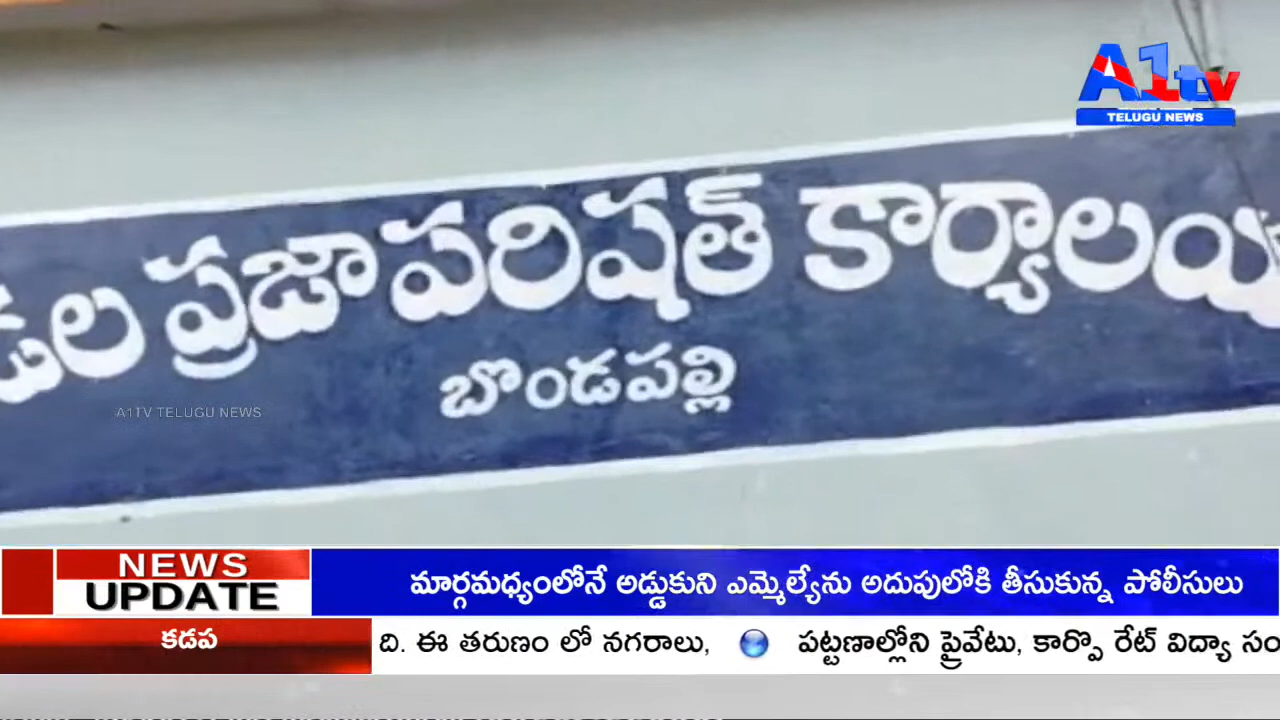 A1tv
TELUGU NEWS
డల ప్రజా పరిషత్ కార్యాలయ
బొండపల్లి
A1TV TELUGU NEWS
NEWS
UPDATE
మార్గమధ్యంలోనే అడ్డుకుని ఎమ్మెల్యేను అదుపులోకి తీసుకున్న పోలీసులు
కడప
ది. ఈ తరుణం లో నగరాలు, పట్టణాల్లోని ప్రైవేటు, కార్పొ రేట్ విద్యా సం